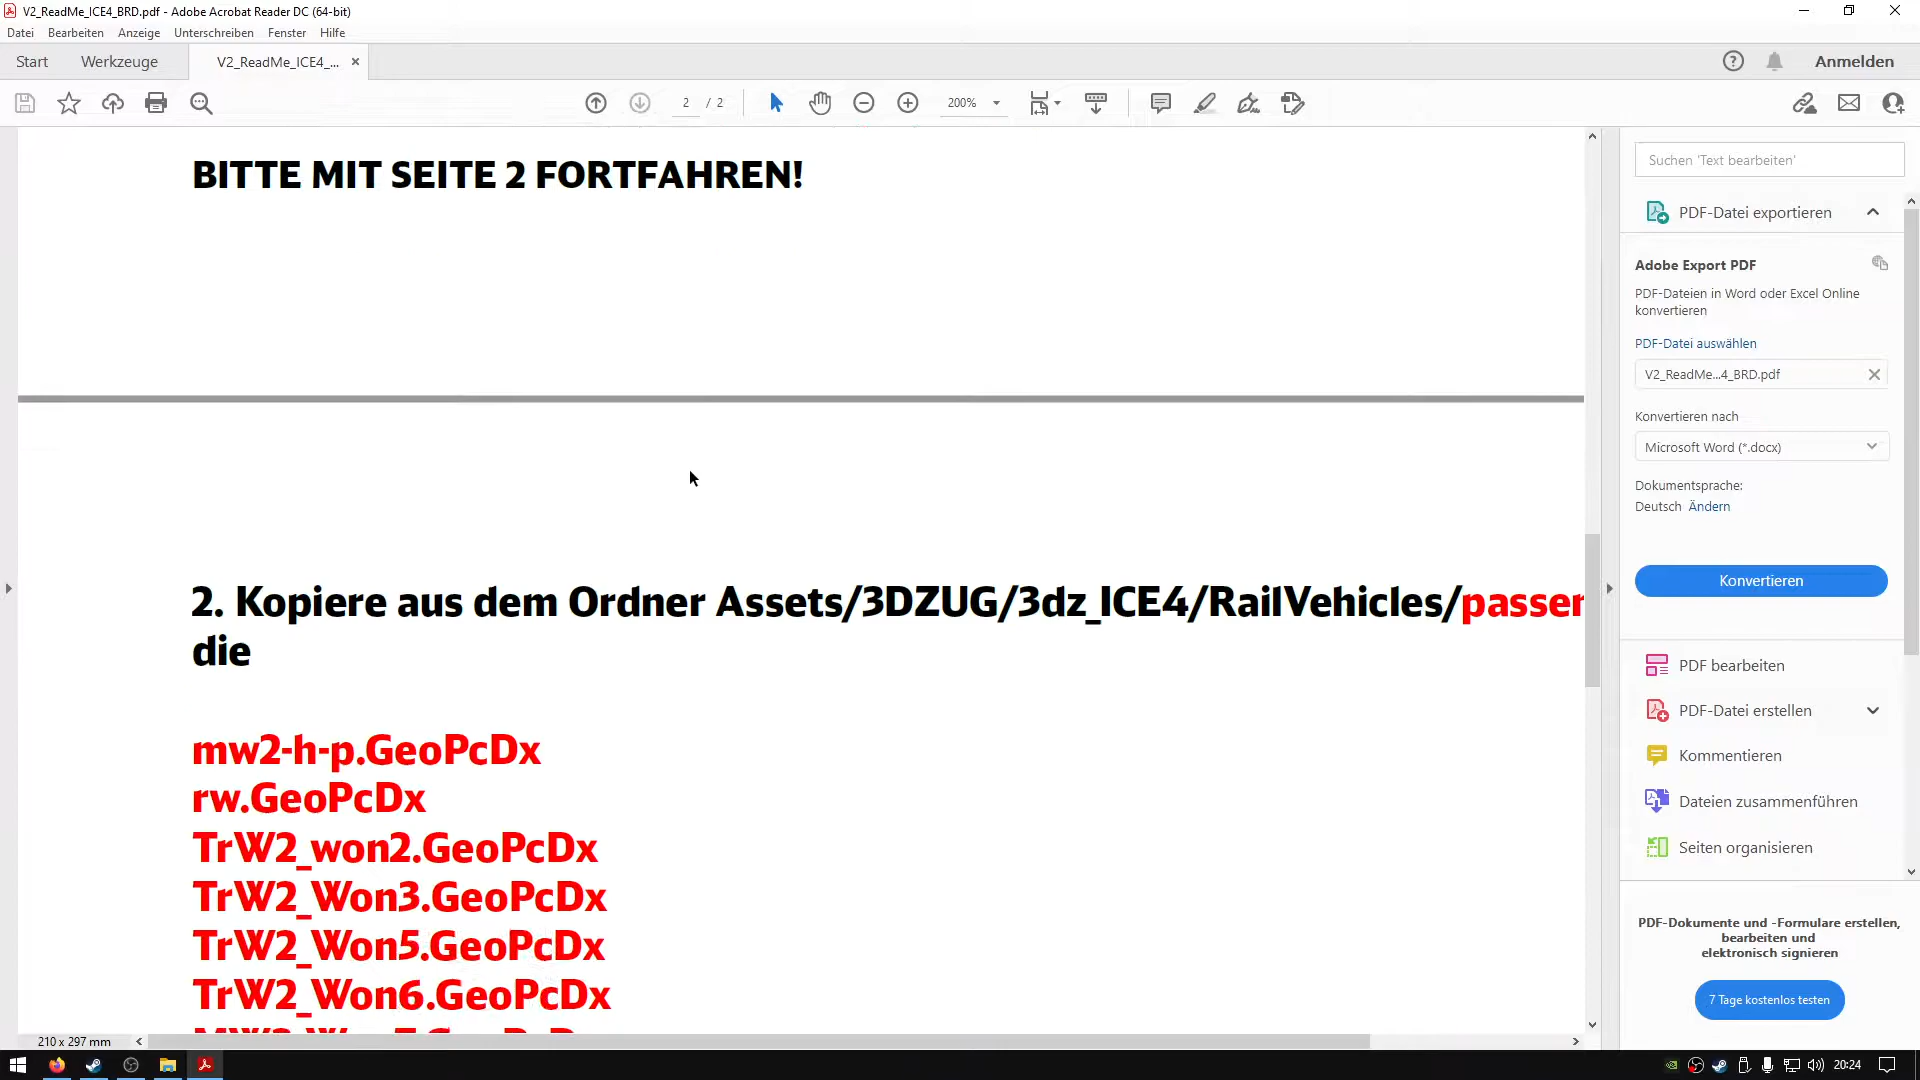 V2_ReadMe_ICE4_BRD.pdf - Adobe Acrobat Reader DC (64-bit)
Datei Bearbeiten Anzeige Unterschreiben Fenster Hilfe
Start Werkzeuge V2_ReadMe_ICE4_... Anmelden
2 / 2 200%
BITTE MIT SEITE 2 FORTFAHREN!
2. Kopiere aus dem Ordner Assets/3DZUG/3dz_ICE4/RailVehicles/passer
die
mw2-h-p.GeoPcDx
rw.GeoPcDx
TrW2_won2.GeoPcDx
TrW2_Won3.GeoPcDx
TrW2_Won5.GeoPcDx
TrW2_Won6.GeoPcDx
210 x 297 mm
Suchen 'Text bearbeiten'
PDF-Datei exportieren
Adobe Export PDF
PDF-Dateien in Word oder Excel Online
konvertieren
PDF-Datei auswählen
V2_ReadMe...4_BRD.pdf
Konvertieren nach
Microsoft Word (*.docx)
Dokumentsprache:
Deutsch Ändern
Konvertieren
PDF bearbeiten
PDF-Datei erstellen
Kommentieren
Dateien zusammenführen
Seiten organisieren
PDF-Dokumente und -Formulare erstellen,
bearbeiten und
elektronisch signieren
7 Tage kostenlos testen
20:24